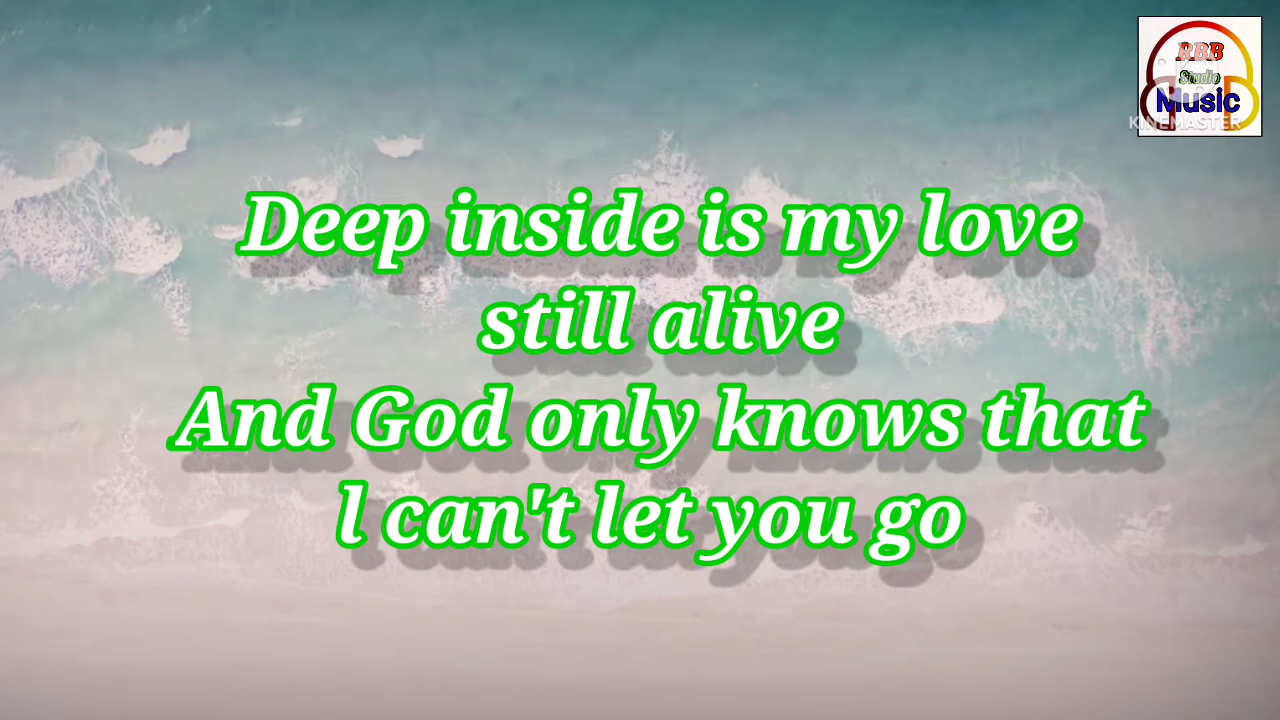 RBB
Studio
Music
KINEMASTER
Deep inside is my love
still alive
And God only knows that
l can't let you go